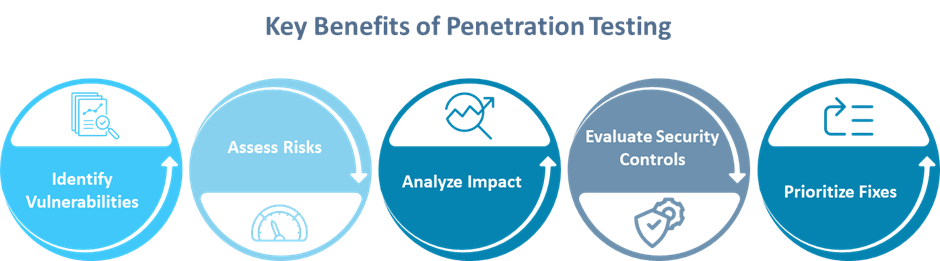 Key Benefits of Penetration Testing
Identify
Vulnerabilities
Assess Risks
Analyze Impact
Evaluate Security
Controls
Prioritize Fixes